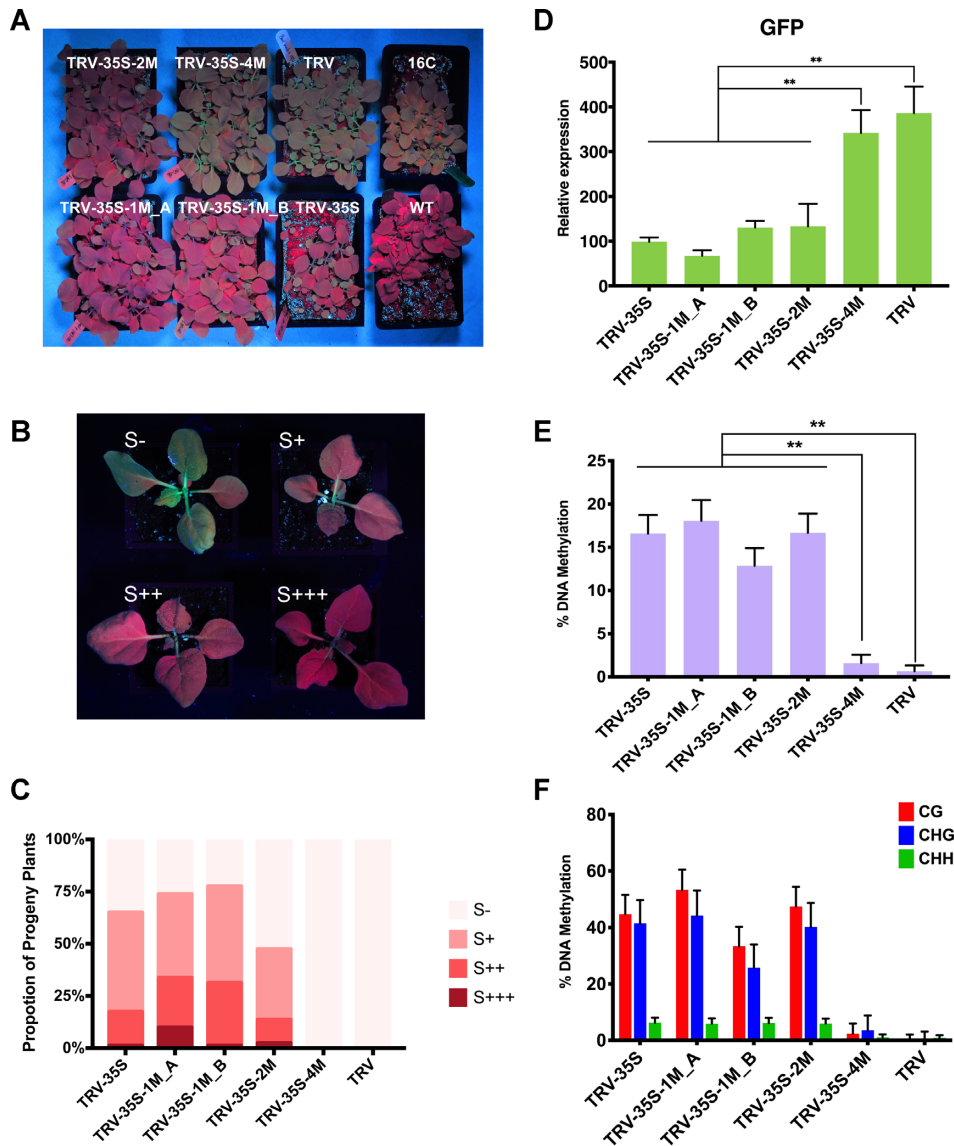 A
TRV-35S-2M
TRV-35S-4M
TRV
16C
TRV-35S-1M_A
TRV-35S-1M_B
TRV-35S
WT
B
S-
S+
S++
S+++
C
Propotion of Progeny Plants
100%
75%
50%
25%
0%
TRV-35S
TRV-35S-1M_A
TRV-35S-1M_B
TRV-35S-2M
TRV-35S-4M
TRV
S-
S+
S++
S+++
D
GFP
Relative expression
500
400
300
200
100
0
**
**
TRV-35S
TRV-35S-1M_A
TRV-35S-1M_B
TRV-35S-2M
TRV-35S-4M
TRV
E
% DNA Methylation
25
20
15
10
5
0
**
**
TRV-35S
TRV-35S-1M_A
TRV-35S-1M_B
TRV-35S-2M
TRV-35S-4M
TRV
F
% DNA Methylation
80
60
40
20
0
CG
CHG
CHH
TRV-35S
TRV-35S-1M_A
TRV-35S-1M_B
TRV-35S-2M
TRV-35S-4M
TRV